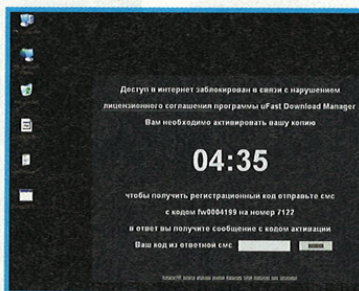 Доступ в интернет заблокирован в связи с нарушением
лицензионного соглашения программы uFast Download Manager
Вам необходимо активировать вашу копию
04:35
чтобы получить регистрационный код отправьте смс
с кодом fw0004199 на номер 7122
в ответ вы получите сообщение с кодом активации
Ваш код из ответной смс